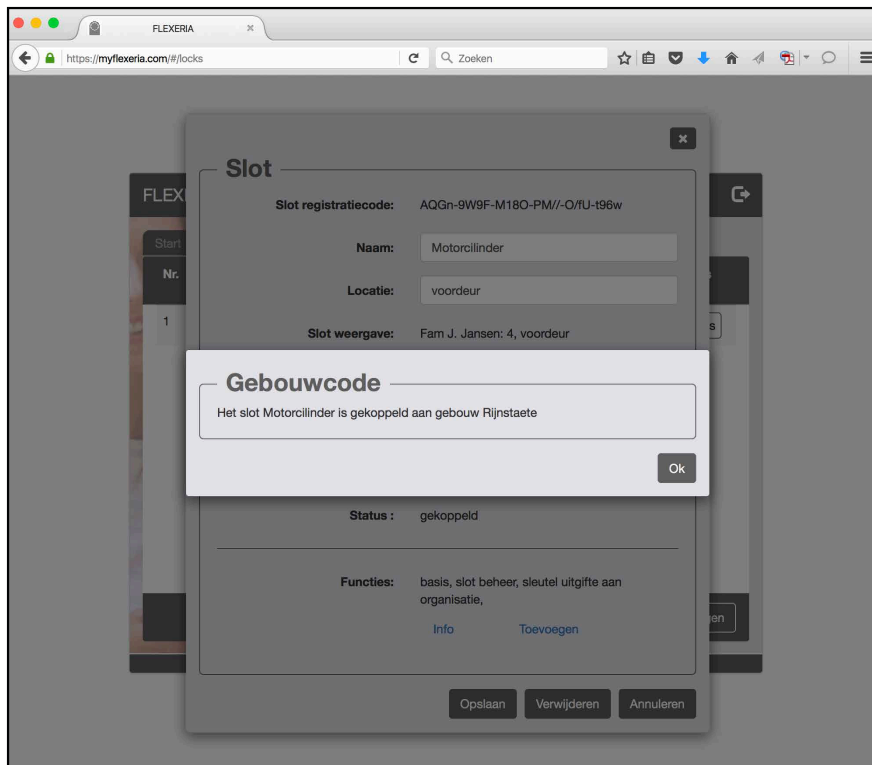 FLEXERIA
https://myflexeria.com/#/locks
Zoeken
Slot
FLEXE
Slot registratiecode: AQGn-9W9F-M18O-PM//-O/fU-t96w
Start
Naam: Motorcilinder
Nr.
Locatie: voordeur
1
Slot weergave: Fam J. Jansen: 4, voordeur
Gebouwcode
Het slot Motorcilinder is gekoppeld aan gebouw Rijnstaete
Ok
Status : gekoppeld
Functies: basis, slot beheer, sleutel uitgifte aan
organisatie,
Info Toevoegen
Opslaan Verwijderen Annuleren